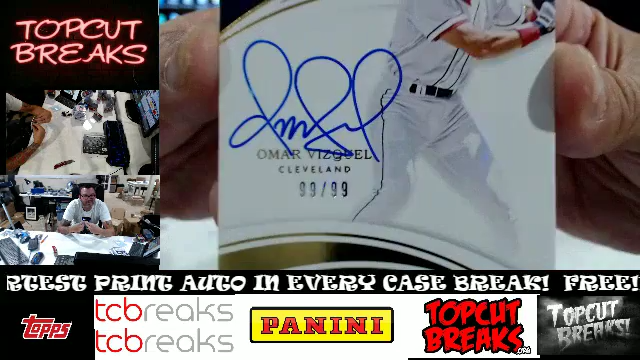 TOPCUT
BREAKS
OMAR VIZQUEL
CLEVELAND
99/99
RTEST PRINT AUTO IN EVERY CASE BREAK! FREE!
topps
tcbreaks
tcbreaks
PANINI
TOPCUT
BREAKS.ORG
TOPCUT
BREAKS!